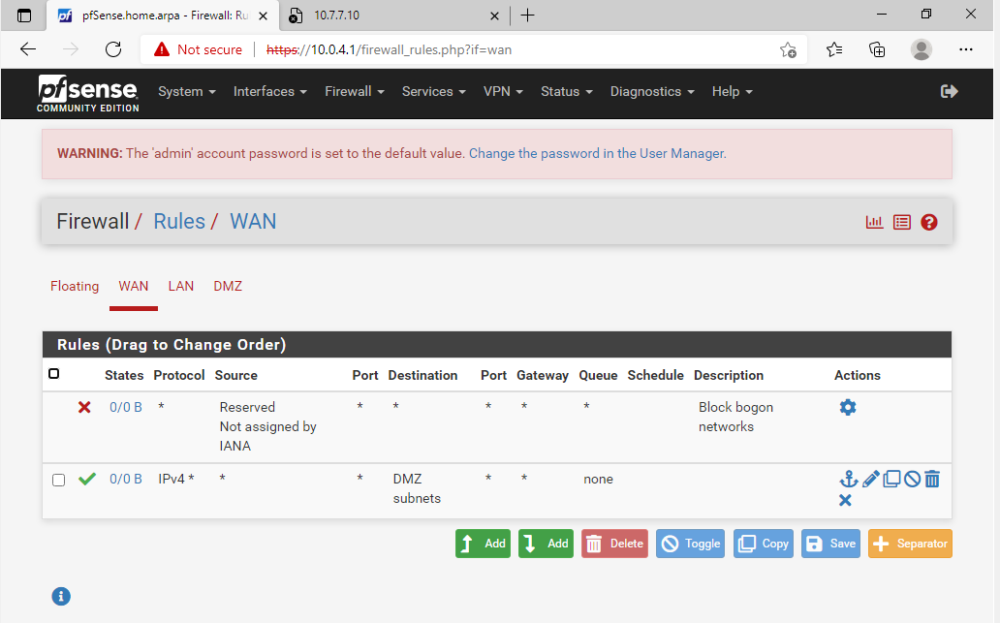 pfSense.home.arpa - Firewall: Ru
10.7.7.10
Not secure
https://10.0.4.1/firewall_rules.php?if=wan
pfsense
COMMUNITY EDITION
System
Interfaces
Firewall
Services
VPN
Status
Diagnostics
Help
WARNING: The 'admin' account password is set to the default value. Change the password in the User Manager.
Firewall / Rules / WAN
Floating WAN LAN DMZ
Rules (Drag to Change Order)
States Protocol Source Port Destination Port Gateway Queue Schedule Description Actions
0/0 B * Reserved * * * * * Block bogon
Not assigned by networks
IANA
0/0 B IPv4 * * * DMZ * * none
subnets
Add Add Delete Toggle Copy Save Separator